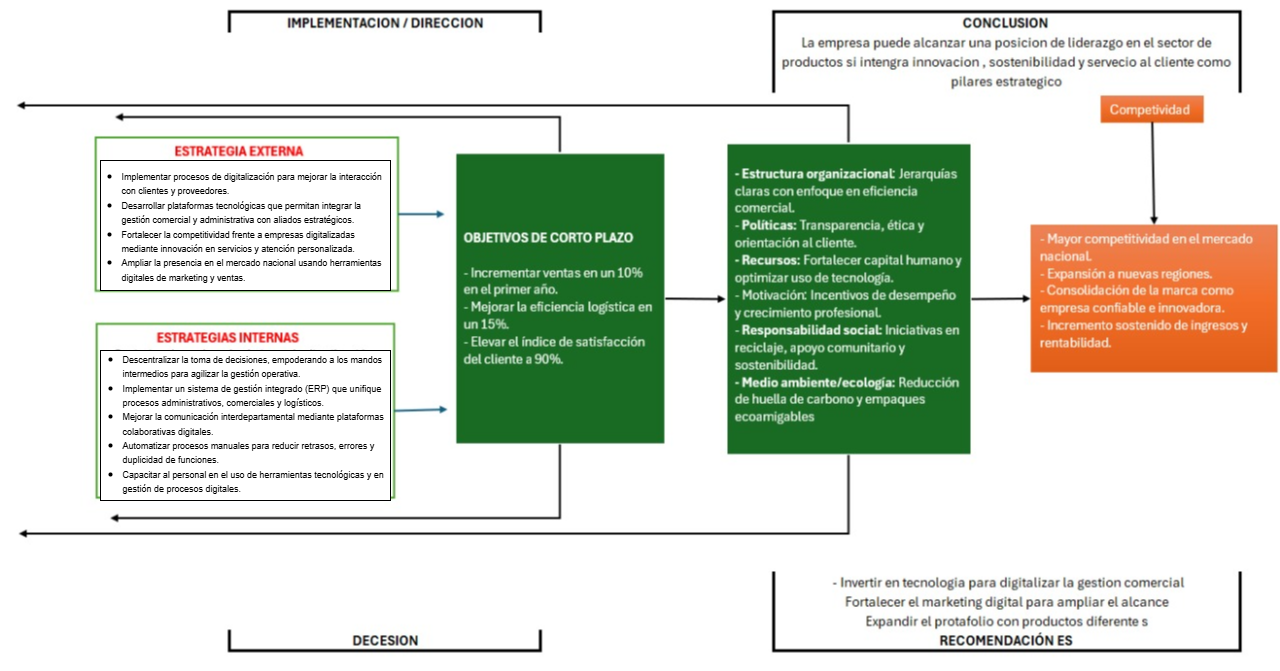 IMPLEMENTACION / DIRECCION
CONCLUSION
La empresa puede alcanzar una posicion de liderazgo en el sector de
productos si intengra innovacion , sostenibilidad y servecio al cliente como
pilares estrategico
Competividad
ESTRATEGIA EXTERNA
• Implementar procesos de digitalización para mejorar la interacción
con clientes y proveedores.
• Desarrollar plataformas tecnológicas que permitan integrar la
gestión comercial y administrativa con aliados estratégicos.
• Fortalecer la competitividad frente a empresas digitalizadas
mediante innovación en servicios y atención personalizada.
• Ampliar la presencia en el mercado nacional usando herramientas
digitales de marketing y ventas.
ESTRATEGIAS INTERNAS
• Descentralizar la toma de decisiones, empoderando a los mandos
intermedios para agilizar la gestión operativa.
• Implementar un sistema de gestión integrado (ERP) que unifique
procesos administrativos, comerciales y logísticos.
• Mejorar la comunicación interdepartamental mediante plataformas
colaborativas digitales.
• Automatizar procesos manuales para reducir retrasos, errores y
duplicidad de funciones.
• Capacitar al personal en el uso de herramientas tecnológicas y en
gestión de procesos digitales.
OBJETIVOS DE CORTO PLAZO
- Incrementar ventas en un 10%
en el primer año.
- Mejorar la eficiencia logística en
un 15%.
- Elevar el índice de satisfacción
del cliente a 90%.
- Estructura organizacional: Jerarquías
claras con enfoque en eficiencia
comercial.
- Políticas: Transparencia, ética y
orientación al cliente.
- Recursos: Fortalecer capital humano y
optimizar uso de tecnología.
- Motivación: Incentivos de desempeño
y crecimiento profesional.
- Responsabilidad social: Iniciativas en
reciclaje, apoyo comunitario y
sostenibilidad.
- Medio ambiente/ecología: Reducción
de huella de carbono y empaques
ecoamigables
- Mayor competitividad en el mercado
nacional.
- Expansión a nuevas regiones.
- Consolidación de la marca como
empresa confiable e innovadora.
- Incremento sostenido de ingresos y
rentabilidad.
DECESION
- Invertir en tecnologia para digitalizar la gestion comercial
Fortalecer el marketing digital para ampliar el alcance
Expandir el protafolio con productos diferente s
RECOMENDACIÓN ES